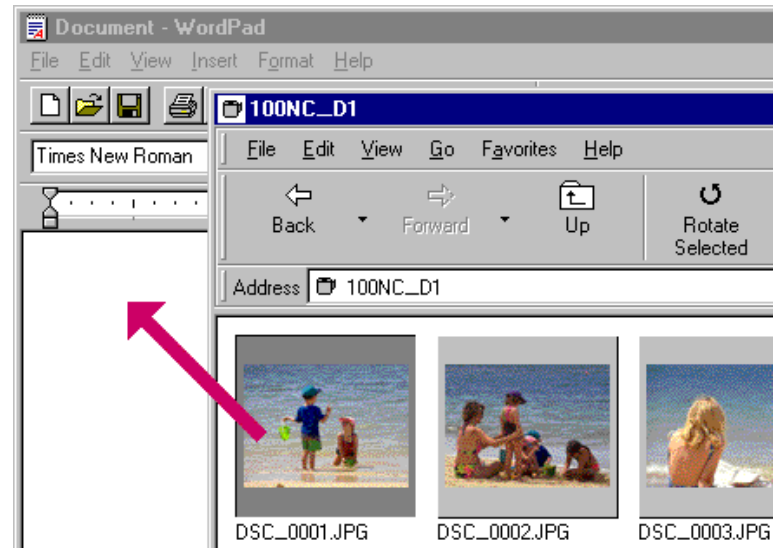 Document - WordPad
File Edit View Insert Format Help
100NC_D1
Times New Roman
File Edit View Go Favorites Help
Back Forward Up Rotate Selected
Address 100NC_D1
DSC_0001.JPG DSC_0002.JPG DSC_0003.JPG